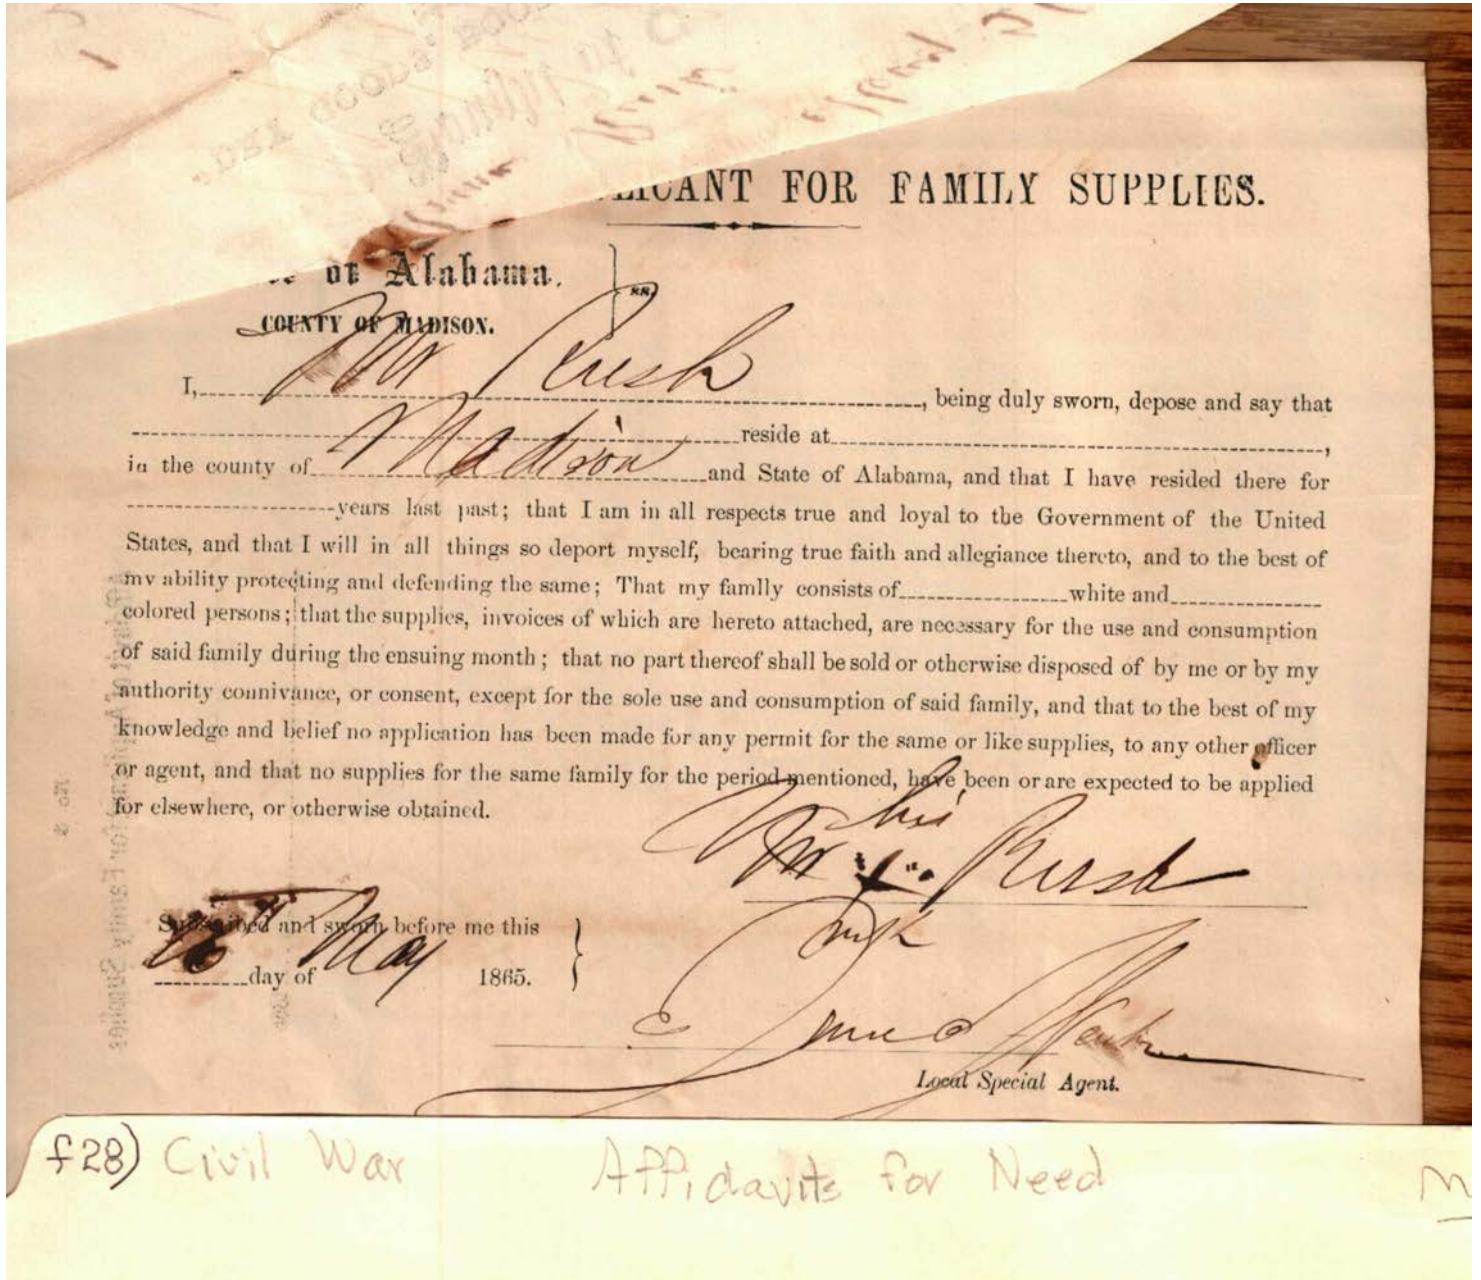 LICANT FOR FAMILY SUPPLIES.
of Alabama. } ss.
COUNTY OF MADISON.
I, Wm Rush, being duly sworn, depose and say that
reside at ,
in the county of Madison and State of Alabama, and that I have resided there for
years last past; that I am in all respects true and loyal to the Government of the United
States, and that I will in all things so deport myself, bearing true faith and allegiance thereto, and to the best of
my ability protecting and defending the same; That my family consists of white and
colored persons; that the supplies, invoices of which are hereto attached, are necessary for the use and consumption
of said family during the ensuing month; that no part thereof shall be sold or otherwise disposed of by me or by my
authority connivance, or consent, except for the sole use and consumption of said family, and that to the best of my
knowledge and belief no application has been made for any permit for the same or like supplies, to any other officer
or agent, and that no supplies for the same family for the period mentioned, have been or are expected to be applied
for elsewhere, or otherwise obtained.
his
Wm x Rush
mark
Subscribed and sworn before me this
day of May 1865. }
Local Special Agent.
f28) Civil War Affidavits for Need M